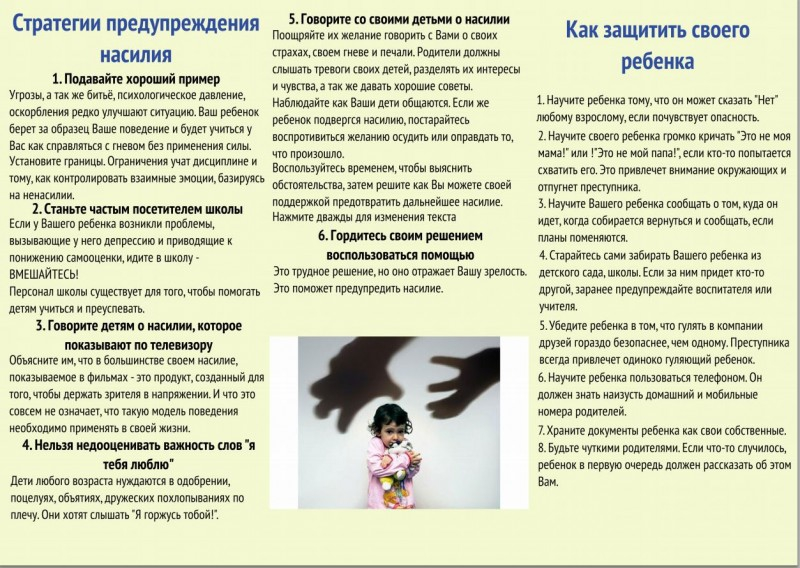 Стратегии предупреждения
насилия
1. Подавайте хороший пример
Угрозы, а так же битьё, психологическое давление,
оскорбления редко улучшают ситуацию. Ваш ребенок
берет за образец Ваше поведение и будет учиться у
Вас как справляться с гневом без применения силы.
Установите границы. Ограничения учат дисциплине и
тому, как контролировать взаимные эмоции, базируясь
на ненасилии.
2. Станьте частым посетителем школы
Если у Вашего ребенка возникли проблемы,
вызывающие у него депрессию и приводящие к
понижению самооценки, идите в школу -
ВМЕШАЙТЕСЬ!
Персонал школы существует для того, чтобы помогать
детям учиться и преуспевать.
3. Говорите детям о насилии, которое
показывают по телевизору
Объясните им, что в большинстве своем насилие,
показываемое в фильмах - это продукт, созданный для
того, чтобы держать зрителя в напряжении. И что это
совсем не означает, что такую модель поведения
необходимо применять в своей жизни.
4. Нельзя недооценивать важность слов "я
тебя люблю"
Дети любого возраста нуждаются в одобрении,
поцелуях, объятиях, дружеских похлопываниях по
плечу. Они хотят слышать "Я горжусь тобой!".
5. Говорите со своими детьми о насилии
Поощряйте их желание говорить с Вами о своих
страхах, своем гневе и печали. Родители должны
слышать тревоги своих детей, разделять их интересы
и чувства, а так же давать хорошие советы.
Наблюдайте как Ваши дети общаются. Если же
ребенок подвергся насилию, постарайтесь
воспротивиться желанию осудить или оправдать то,
что произошло.
Воспользуйтесь временем, чтобы выяснить
обстоятельства, затем решите как Вы можете своей
поддержкой предотвратить дальнейшее насилие.
Нажмите дважды для изменения текста
6. Гордитесь своим решением
воспользоваться помощью
Это трудное решение, но оно отражает Вашу зрелость.
Это поможет предупредить насилие.
Как защитить своего
ребенка
1. Научите ребенка тому, что он может сказать "Нет"
любому взрослому, если почувствует опасность.
2. Научите своего ребенка громко кричать "Это не моя
мама!" или !"Это не мой папа!", если кто-то попытается
схватить его. Это привлечет внимание окружающих и
отпугнет преступника.
3. Научите Вашего ребенка сообщать о том, куда он
идет, когда собирается вернуться и сообщать, если
планы поменяются.
4. Старайтесь сами забирать Вашего ребенка из
детского сада, школы. Если за ним придет кто-то
другой, заранее предупреждайте воспитателя или
учителя.
5. Убедите ребенка в том, что гулять в компании
друзей гораздо безопаснее, чем одному. Преступника
всегда привлечет одиноко гуляющий ребенок.
6. Научите ребенка пользоваться телефоном. Он
должен знать наизусть домашний и мобильные
номера родителей.
7. Храните документы ребенка как свои собственные.
8. Будьте чуткими родителями. Если что-то случилось,
ребенок в первую очередь должен рассказать об этом
Вам.